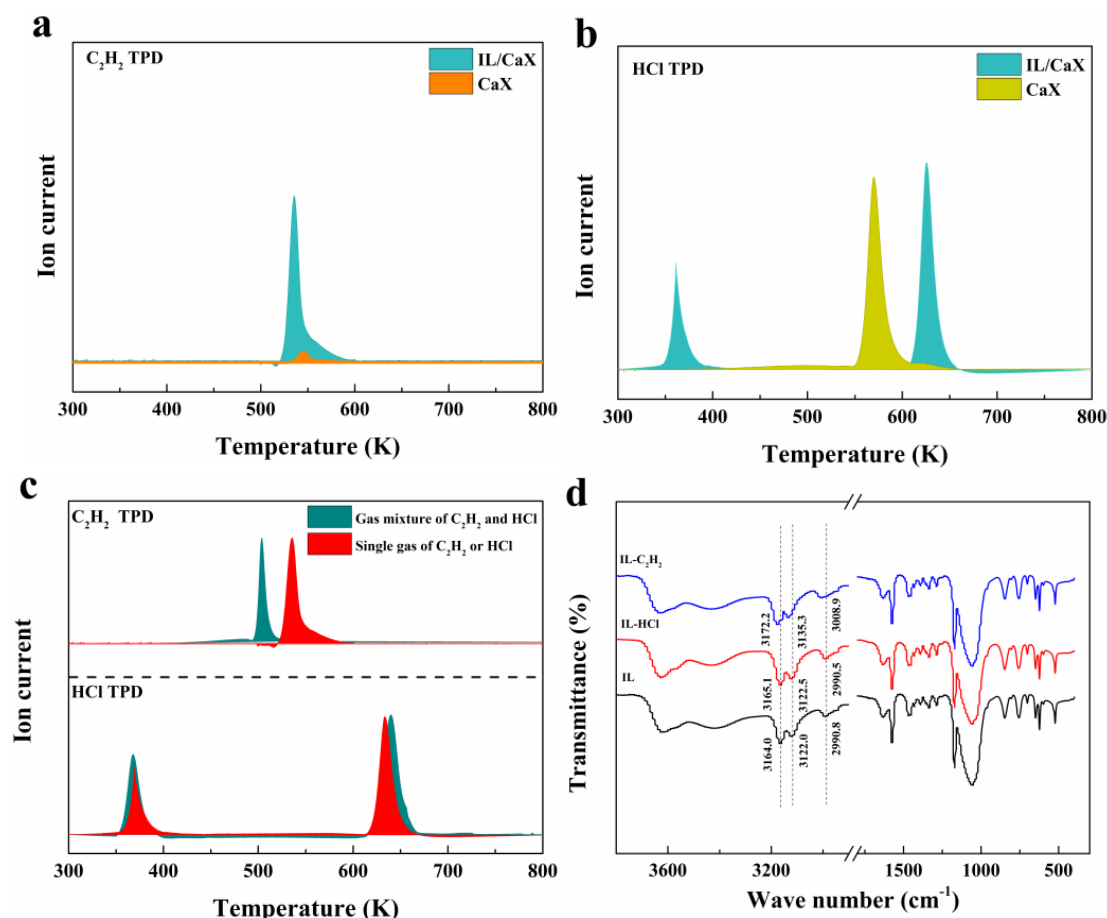 a
C₂H₂ TPD
IL/CaX
CaX
Ion current
300 400 500 600 700 800
Temperature (K)
b
HCl TPD
IL/CaX
CaX
Ion current
300 400 500 600 700 800
Temperature (K)
c
C₂H₂ TPD
Gas mixture of C₂H₂ and HCl
Single gas of C₂H₂ or HCl
HCl TPD
Ion current
300 400 500 600 700 800
Temperature (K)
d
IL-C₂H₂
3172.2 3135.3 3008.9
IL-HCl
3165.1 3122.5 2990.5
IL
3164.0 3122.0 2990.8
Transmittance (%)
3600 3200 1500 1000 500
Wave number (cm⁻¹)